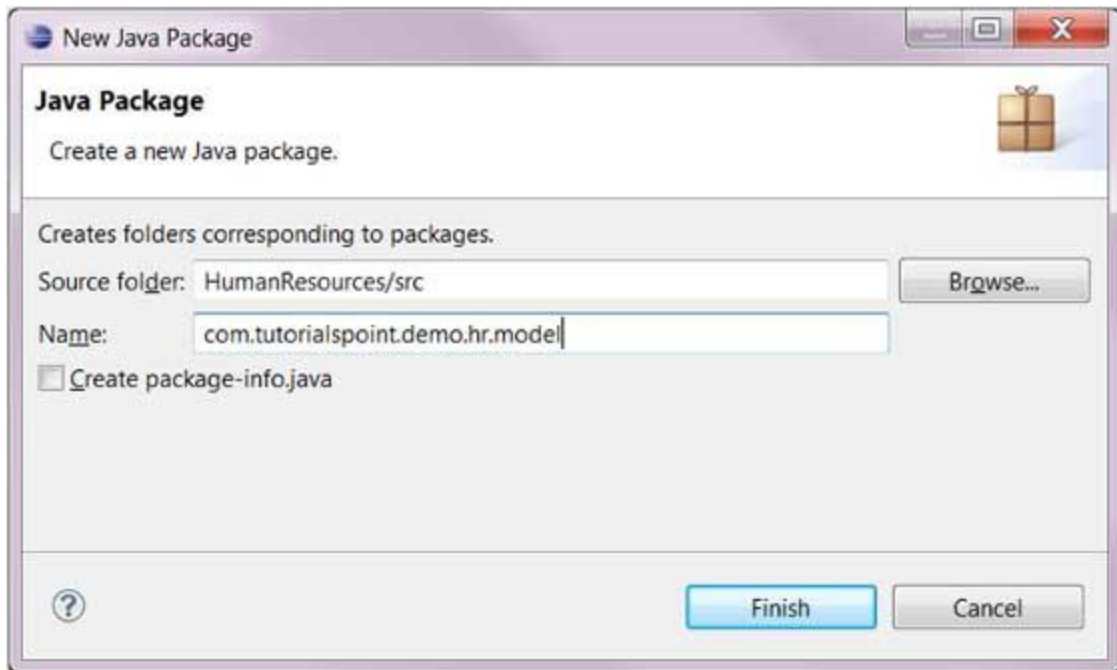 New Java Package
Java Package
Create a new Java package.
Creates folders corresponding to packages.
Source folder: HumanResources/src Browse...
Name: com.tutorialspoint.demo.hr.model
Create package-info.java
? Finish Cancel